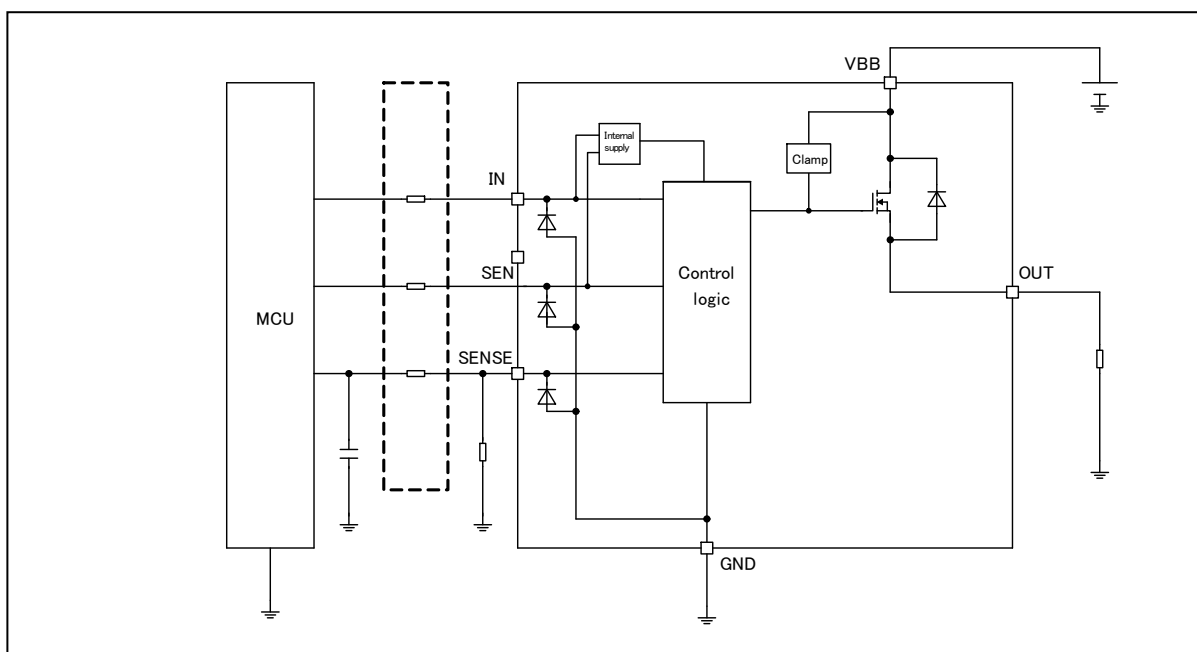 VBB
Internal
supply
Clamp
IN
SEN
Control
logic
OUT
MCU
SENSE
GND